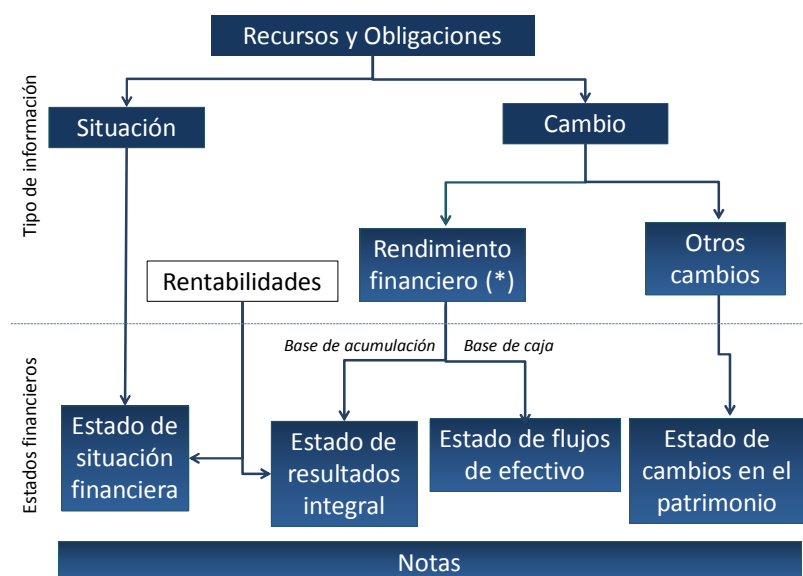 Recursos y Obligaciones
Tipo de información
Situación
Cambio
Rendimiento
financiero (*)
Otros
cambios
Rentabilidades
Base de acumulación
Base de caja
Estados financieros
Estado de
situación
financiera
Estado de
resultados
integral
Estado de flujos
de efectivo
Estado de
cambios en el
patrimonio
Notas